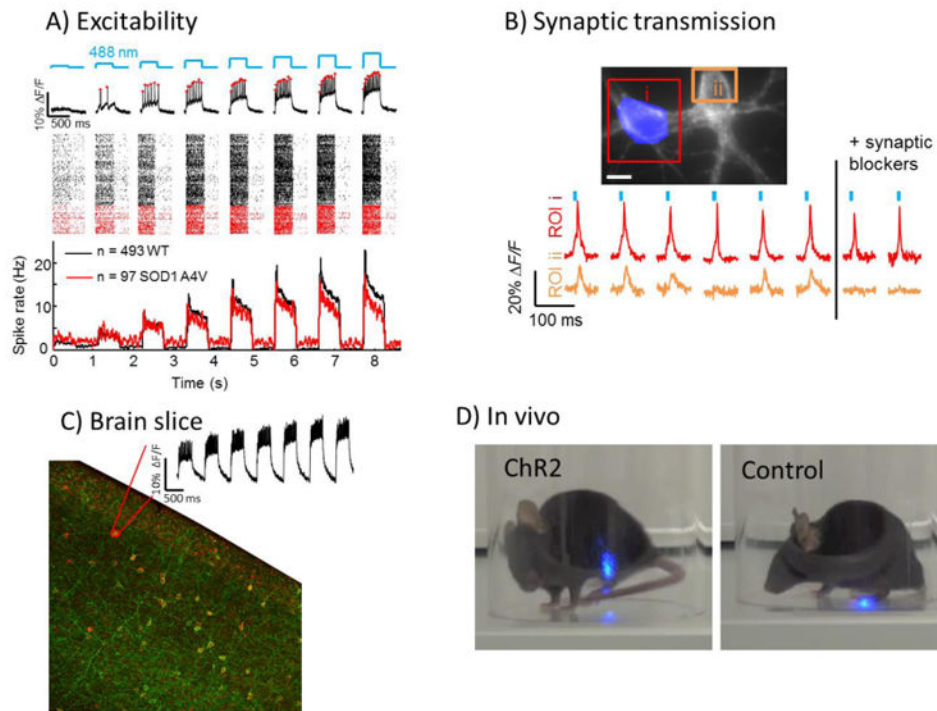 A) Excitability
488 nm
10% ΔF/F
500 ms
n = 493 WT
n = 97 SOD1 A4V
Spike rate (Hz)
20
10
0
0 1 2 3 4 5 6 7 8
Time (s)
B) Synaptic transmission
i
ii
+ synaptic
blockers
ROI i
ROI ii
20% ΔF/F
100 ms
C) Brain slice
10% ΔF/F
500 ms
D) In vivo
ChR2
Control